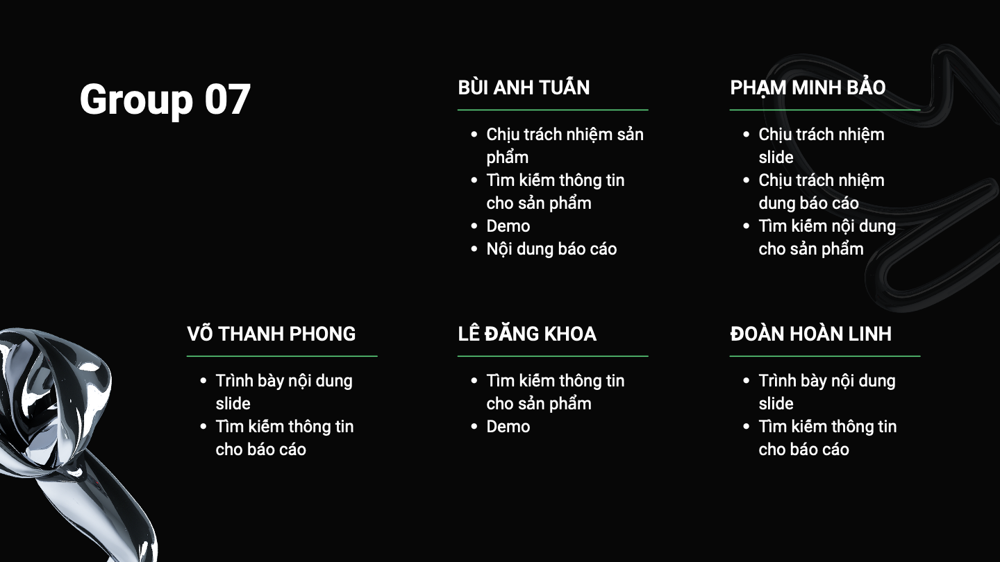 Group 07
BÙI ANH TUẤN
• Chịu trách nhiệm sản
phẩm
• Tìm kiếm thông tin
cho sản phẩm
• Demo
• Nội dung báo cáo
PHẠM MINH BẢO
• Chịu trách nhiệm
slide
• Chịu trách nhiệm
dung báo cáo
• Tìm kiếm nội dung
cho sản phẩm
VÕ THANH PHONG
• Trình bày nội dung
slide
• Tìm kiếm thông tin
cho báo cáo
LÊ ĐĂNG KHOA
• Tìm kiếm thông tin
cho sản phẩm
• Demo
ĐOÀN HOÀN LINH
• Trình bày nội dung
slide
• Tìm kiếm thông tin
cho báo cáo